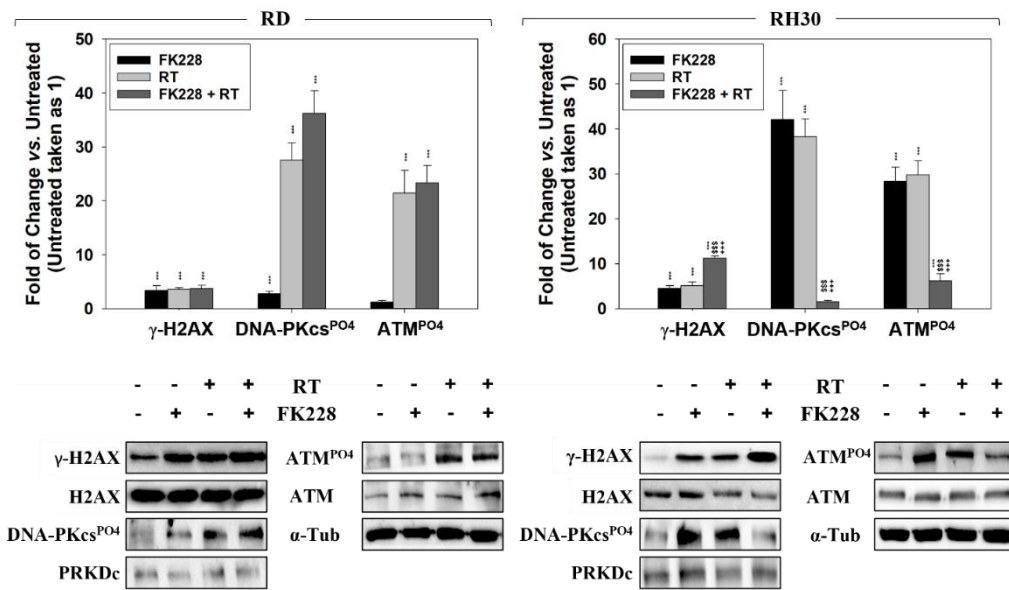 RD
Fold of Change vs. Untreated
(Untreated taken as 1)
50
40
30
20
10
0
FK228
RT
FK228 + RT
***
***
***
***
***
***
***
***
γ-H2AX DNA-PKcsPO4 ATMPO4
RH30
Fold of Change vs. Untreated
(Untreated taken as 1)
60
50
40
30
20
10
0
FK228
RT
FK228 + RT
***
***
***
$$$
+++
***
***
$$$
+++
***
***
***
$$$
+++
γ-H2AX DNA-PKcsPO4 ATMPO4
- - + + RT - - + +
- + - + FK228 - + - +
γ-H2AX ATMPO4
H2AX ATM
DNA-PKcsPO4 α-Tub
PRKDc
- - + + RT - - + +
- + - + FK228 - + - +
γ-H2AX ATMPO4
H2AX ATM
DNA-PKcsPO4 α-Tub
PRKDc